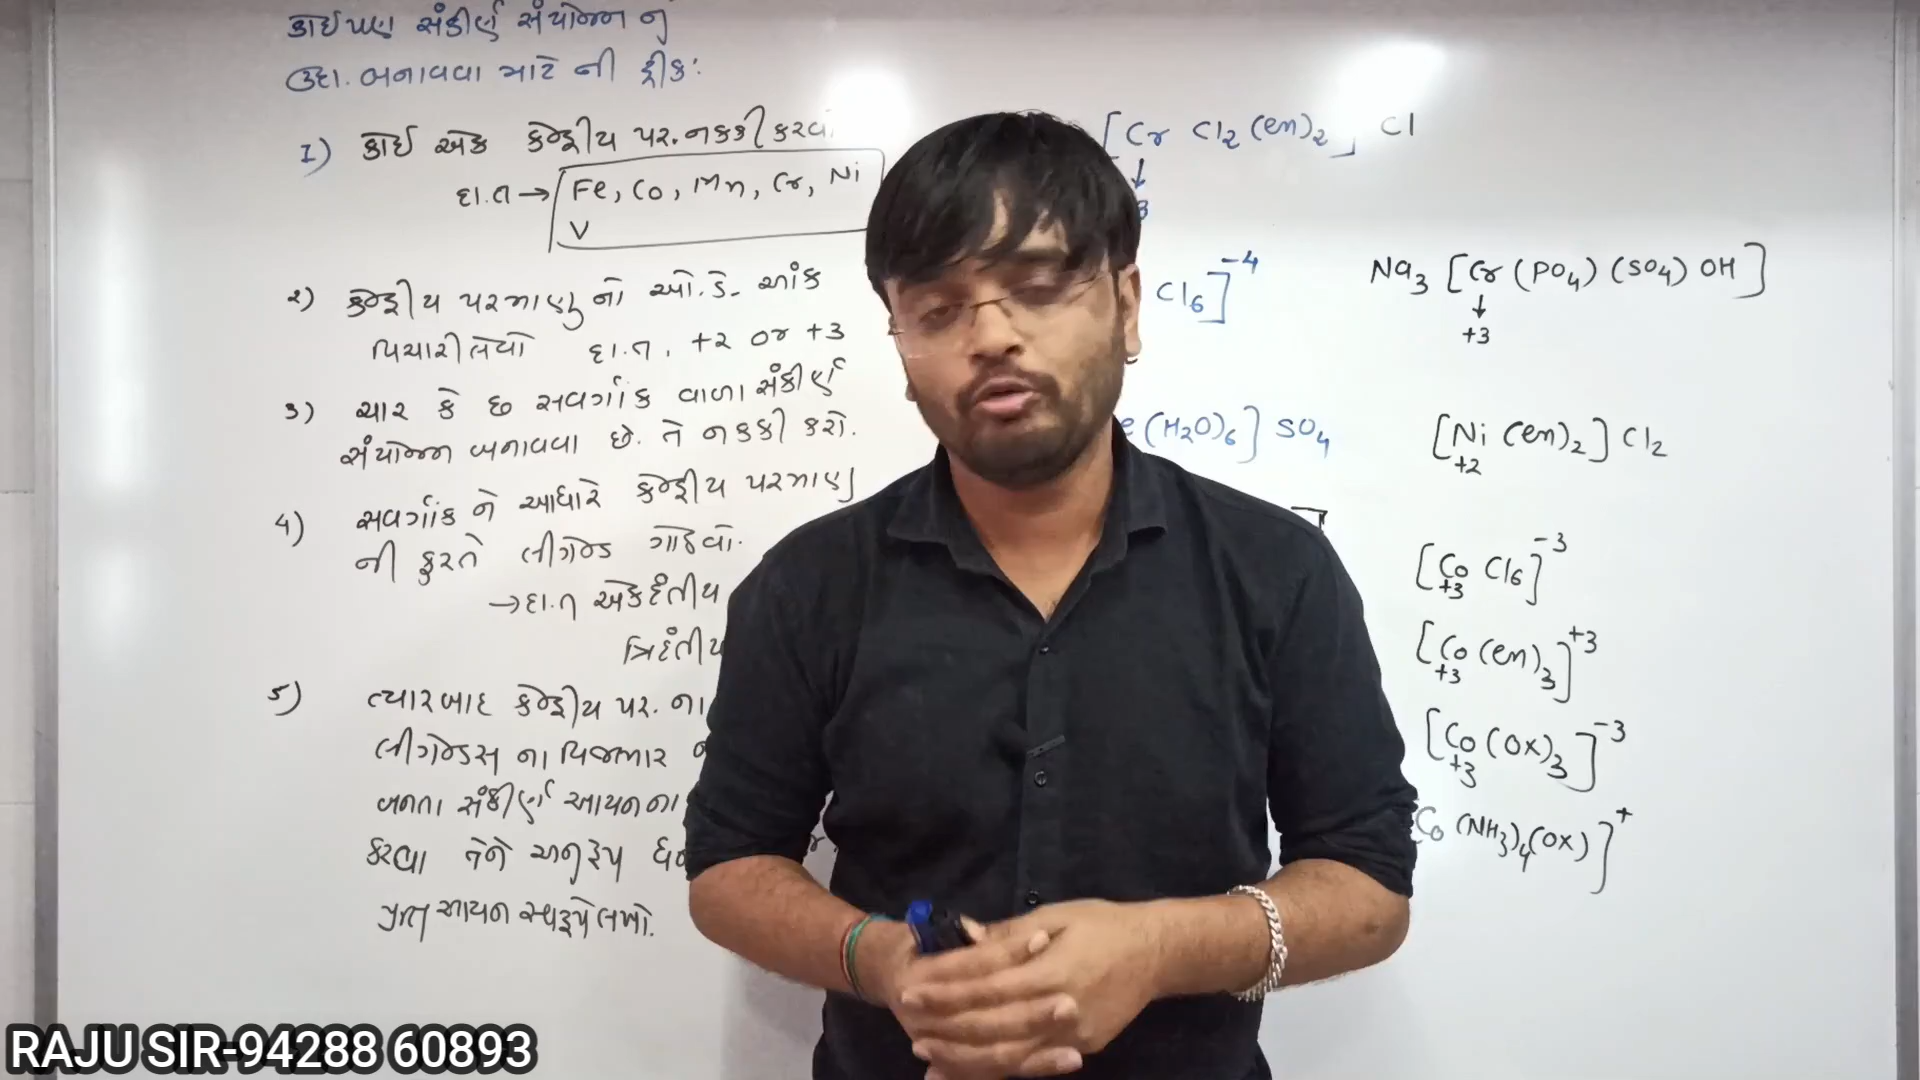 કોઈપણ સંકીર્ણ સંયોજન નું
ઉદા. બનાવવા માટે ની ટ્રીક:
1) કોઈ એક કેન્દ્રીય પર. નક્કી કરવો
દા.ત → Fe, Co, Mn, Cr, Ni
V
૨) કેન્દ્રીય પરમાણુ નો ઓ.ડે. આંક
વિચારી લેવો દા.ત. +2 or +3
3) ચાર કે છ સવર્ગાંક વાળા સંકીર્ણ
સંયોજન બનાવવા છે. તે નક્કી કરો.
4) સવર્ગાંક ને આધારે કેન્દ્રીય પરમાણુ
ની ફરતે લીગેન્ડ ગોઠવો.
→ દા.ત એકદંતીય
ત્રિદંતીય
5) ત્યારબાદ કેન્દ્રીય પર. ના
લીગેન્ડસ ના વિજભાર
બનતા સંકીર્ણ આયન ના
કરવા તેને અનુરૂપ
પ્રતિ આયન સ્વરૂપે લખો.
[Cr Cl2 (en)2] Cl
↓
3
Cl6]-4
e (H2O)6] SO4
Na3 [Cr (PO4) (SO4) OH]
↓
+3
[Ni (en)2] Cl2
+2
[Co Cl6]-3
+3
[Co (en)3]+3
+3
[Co (Ox)3]-3
+3
Co (NH3)4 (Ox)]+
RAJU SIR-94288 60893